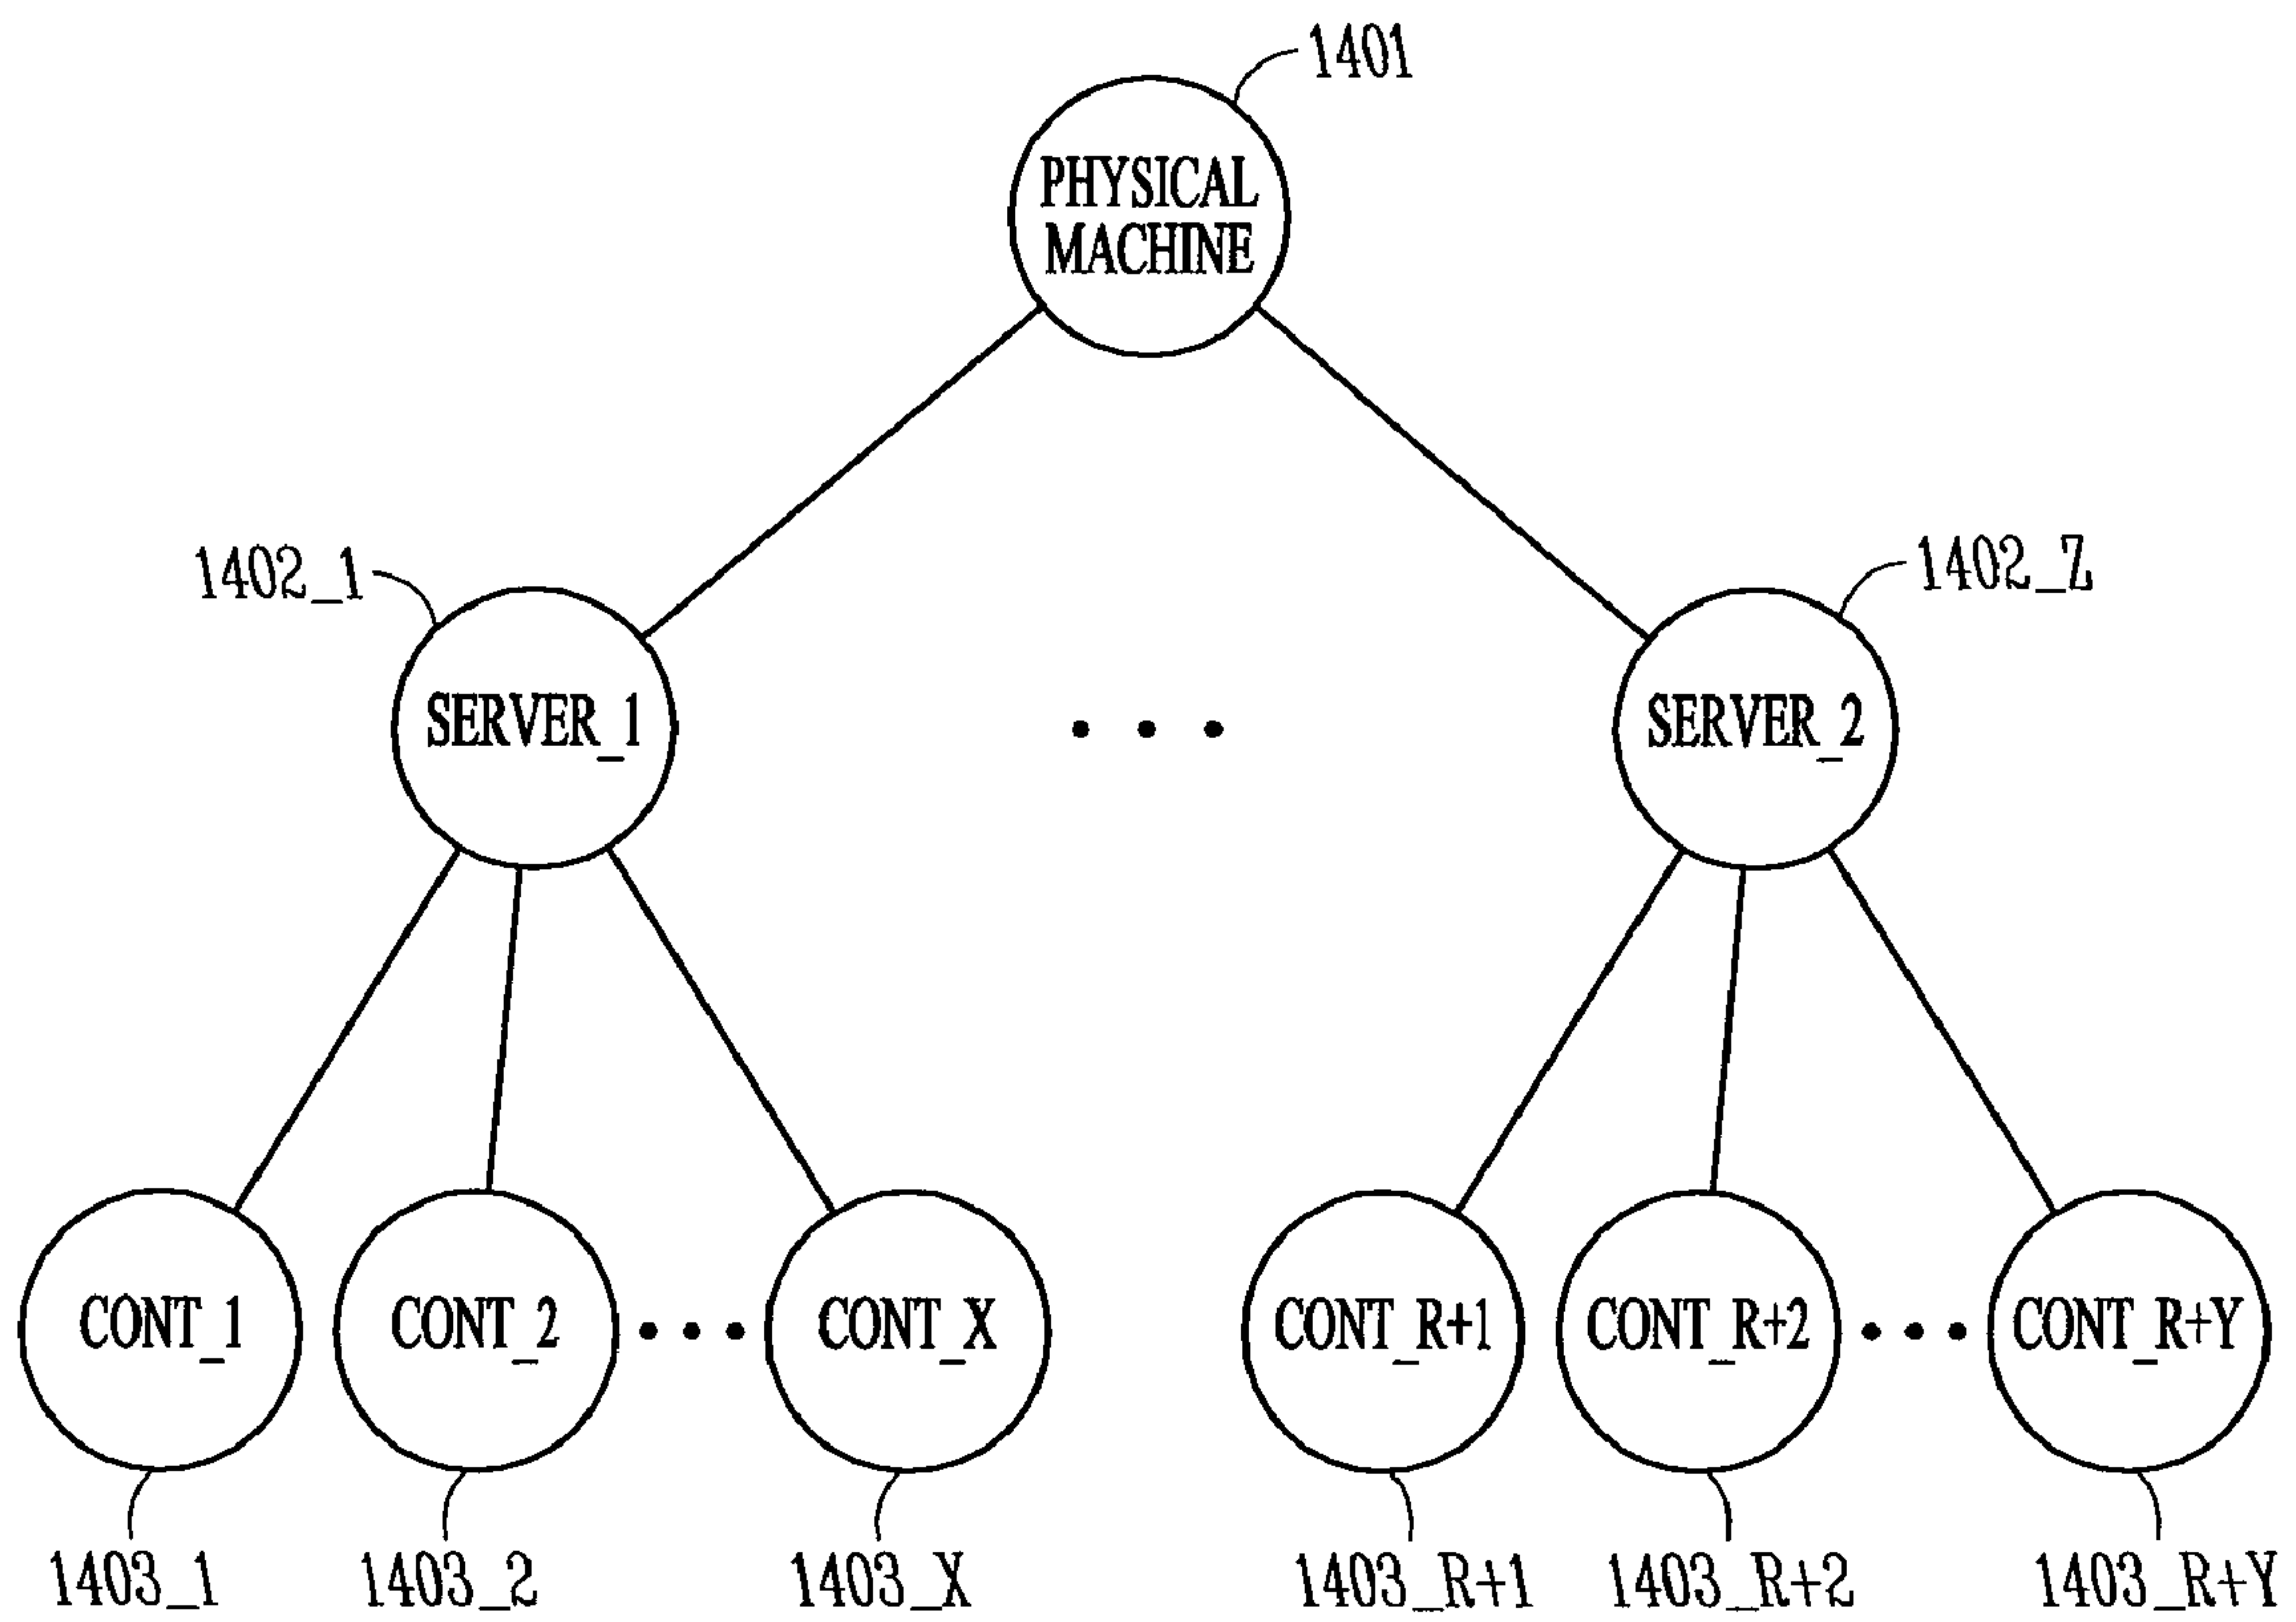 1401
PHYSICAL
MACHINE
1402_1
1402_Z
SERVER_1
SERVER_2
CONT_1
CONT_2
CONT_X
CONT_R+1
CONT_R+2
CONT_R+Y
1403_1
1403_2
1403_X
1403_R+1
1403_R+2
1403_R+Y